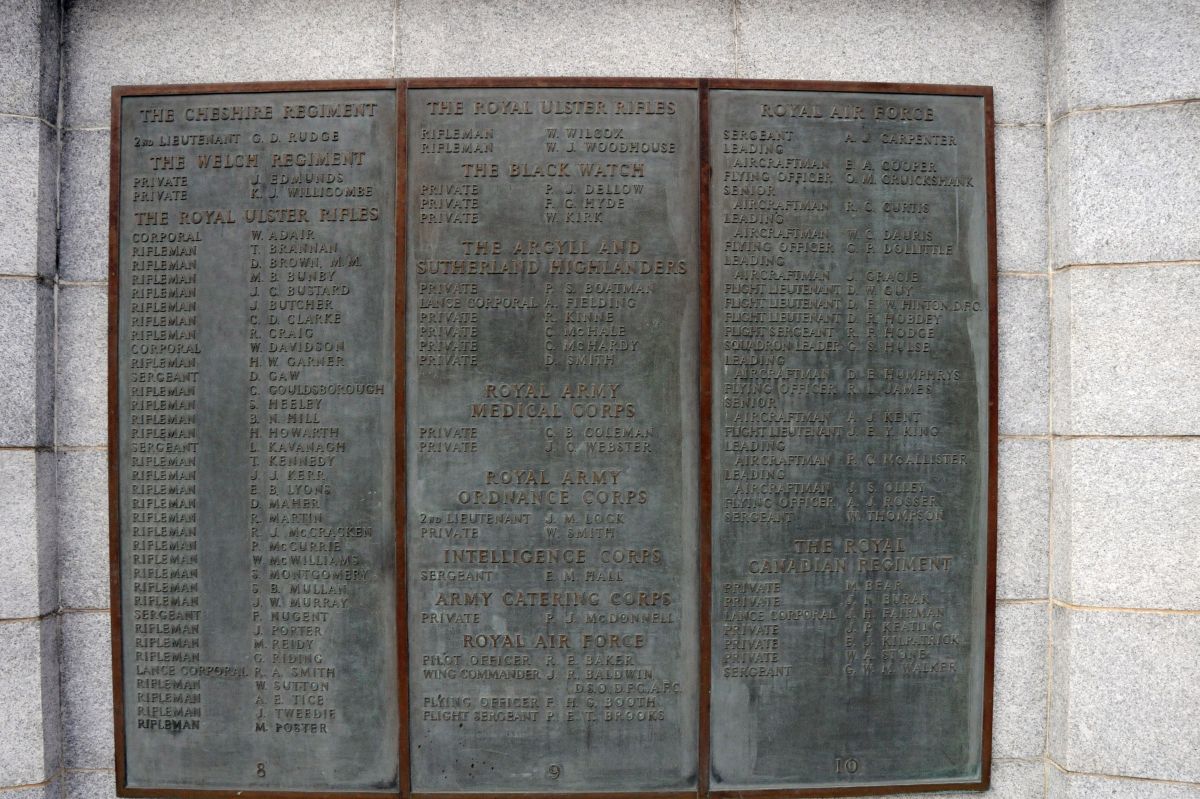 THE CHESHIRE REGIMENT
2ND LIEUTENANT G. D. RUDGE
THE WELCH REGIMENT
PRIVATE J. EDMUNDS
PRIVATE K. J. WILLICOMBE
THE ROYAL ULSTER RIFLES
CORPORAL W. ADAIR
RIFLEMAN T. BRANNAN
RIFLEMAN D. BROWN, M.M.
RIFLEMAN M. B. BUNBY
RIFLEMAN J. C. BUSTARD
RIFLEMAN J. BUTCHER
RIFLEMAN C. D. CLARKE
RIFLEMAN R. CRAIG
CORPORAL W. DAVIDSON
RIFLEMAN H. W. GARNER
SERGEANT D. GAW
RIFLEMAN C. GOULDSBOROUGH
RIFLEMAN S. HEELEY
RIFLEMAN B. N. HILL
RIFLEMAN H. HOWARTH
SERGEANT L. KAVANAGH
RIFLEMAN T. KENNEDY
RIFLEMAN J. J. KERR
RIFLEMAN E. B. LYONS
RIFLEMAN D. MAHER
RIFLEMAN R. MARTIN
RIFLEMAN R. J. McCRACKEN
RIFLEMAN P. McCURRIE
RIFLEMAN W. McWILLIAMS
RIFLEMAN S. MONTGOMERY
RIFLEMAN S. B. MULLAN
RIFLEMAN J. W. MURRAY
SERGEANT F. NUGENT
RIFLEMAN J. PORTER
RIFLEMAN M. REIDY
RIFLEMAN G. RIDING
LANCE CORPORAL R. A. SMITH
RIFLEMAN W. SUTTON
RIFLEMAN A. E. TICE
RIFLEMAN J. TWEEDIE
RIFLEMAN M. POSTER
8
THE ROYAL ULSTER RIFLES
RIFLEMAN W. WILCOX
RIFLEMAN W. J. WOODHOUSE
THE BLACK WATCH
PRIVATE P. J. DELLOW
PRIVATE F. G. HYDE
PRIVATE W. KIRK
THE ARGYLL AND
SUTHERLAND HIGHLANDERS
PRIVATE P. S. BOATMAN
LANCE CORPORAL A. FIELDING
PRIVATE R. KINNE
PRIVATE C. McHALE
PRIVATE C. McHARDY
PRIVATE D. SMITH
ROYAL ARMY
MEDICAL CORPS
PRIVATE C. B. COLEMAN
PRIVATE J. C. WEBSTER
ROYAL ARMY
ORDNANCE CORPS
2ND LIEUTENANT J. M. LOCK
PRIVATE W. SMITH
INTELLIGENCE CORPS
SERGEANT E. M. HALL
ARMY CATERING CORPS
PRIVATE P. J. McDONNELL
ROYAL AIR FORCE
PILOT OFFICER R. E. BAKER
WING COMMANDER J. R. BALDWIN
D.S.O., D.F.C., A.F.C.
FLYING OFFICER F. H. G. BOOTH
FLIGHT SERGEANT P. E. T. BROOKS
9
ROYAL AIR FORCE
SERGEANT A. J. CARPENTER
LEADING
AIRCRAFTMAN E. A. COOPER
FLYING OFFICER O. M. CRUICKSHANK
SENIOR
AIRCRAFTMAN R. C. CURTIS
LEADING
AIRCRAFTMAN W. C. DAURIS
FLYING OFFICER C. P. DOLLITTLE
LEADING
AIRCRAFTMAN J. GRACIE
FLIGHT LIEUTENANT D. W. GUY
FLIGHT LIEUTENANT D. F. W. HINTON, D.F.C.
FLIGHT LIEUTENANT D. R. HOBDEY
FLIGHT SERGEANT R. F. HODGE
SQUADRON LEADER G. S. HULSE
LEADING
AIRCRAFTMAN D. E. HUMPHRYS
FLYING OFFICER R. L. JAMES
SENIOR
AIRCRAFTMAN A. J. KENT
FLIGHT LIEUTENANT J. E. Y. KING
LEADING
AIRCRAFTMAN R. G. McALLISTER
LEADING
AIRCRAFTMAN J. S. OLLEY
FLYING OFFICER A. J. ROSSER
SERGEANT W. THOMPSON
THE ROYAL
CANADIAN REGIMENT
PRIVATE M. BEAR
PRIVATE ENRAK
LANCE CORPORAL H. FAIRMAN
PRIVATE J. P. KEATING
PRIVATE E. J. KILPATRICK
PRIVATE W. J. STONE
SERGEANT G. W. M. WALKER
10